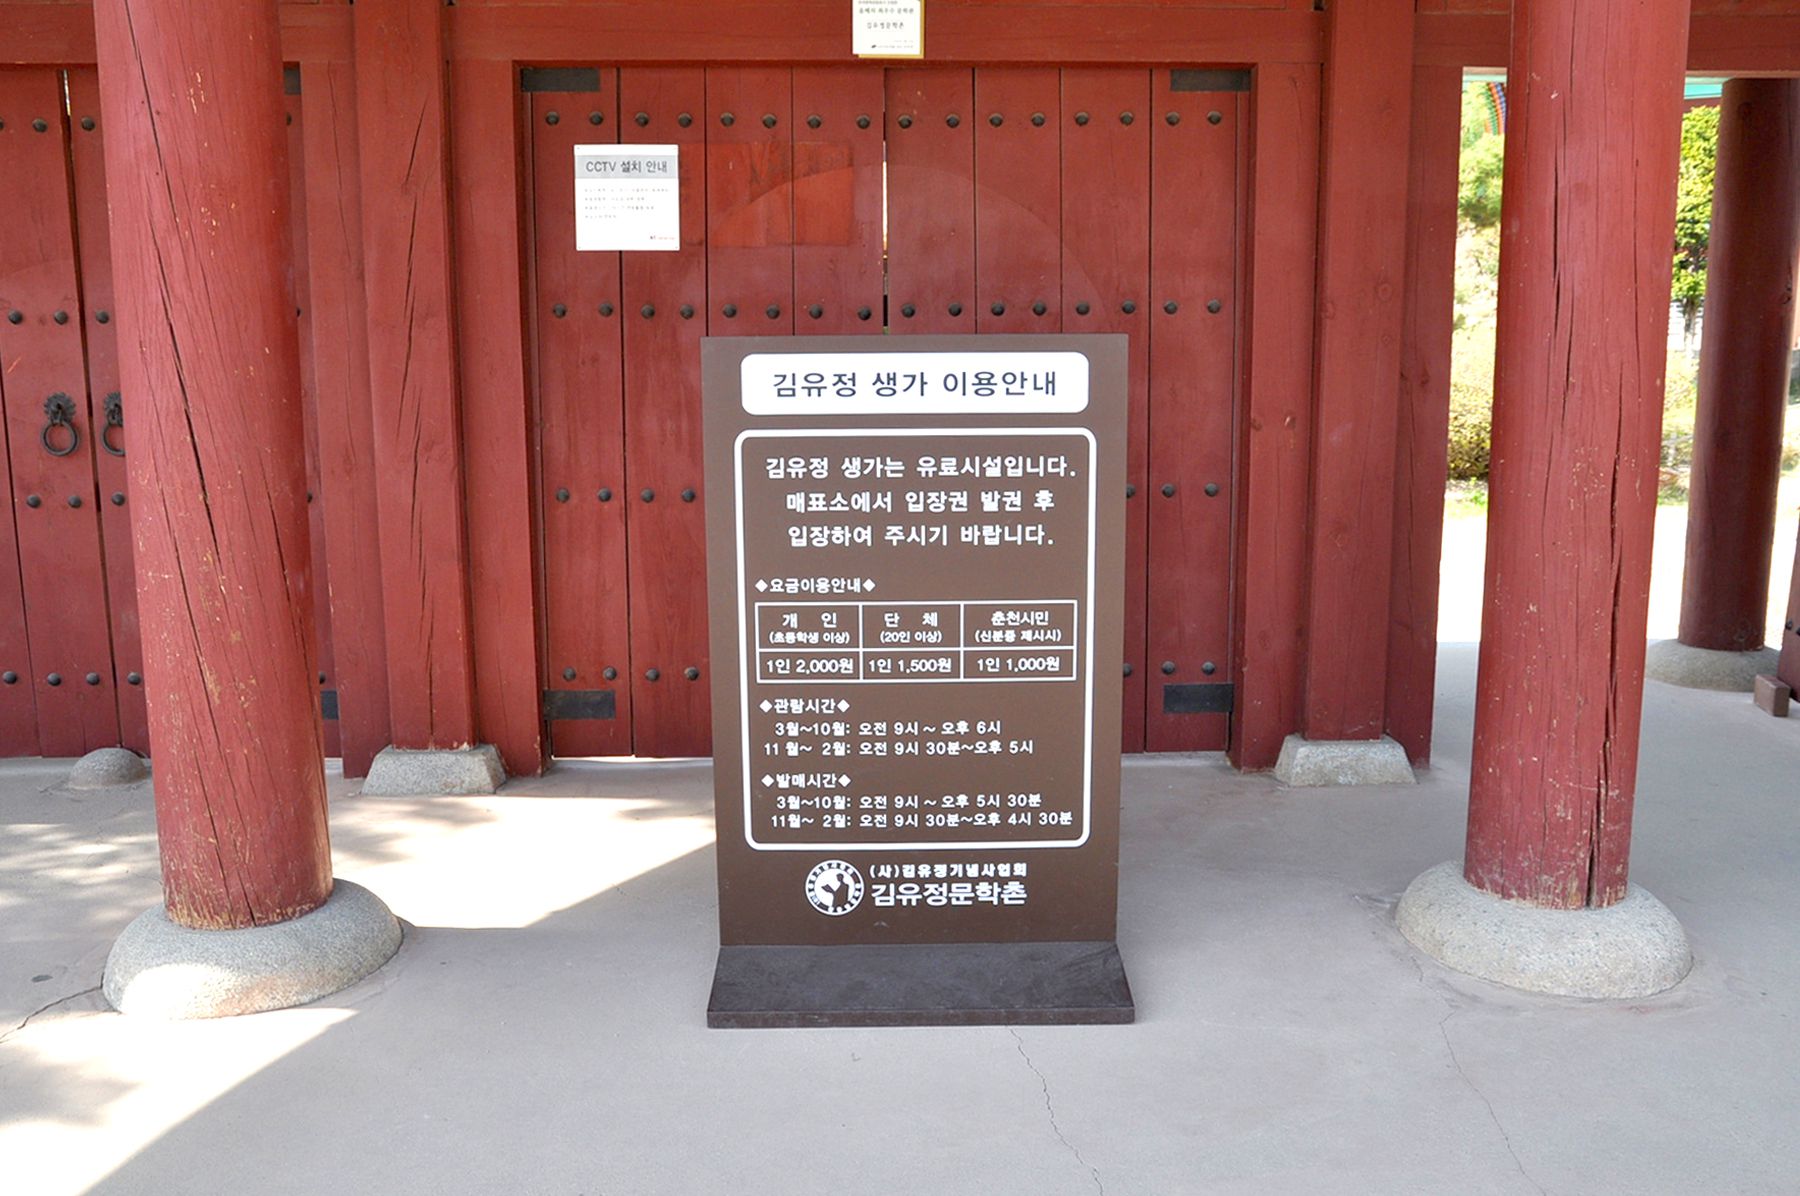 김유정문학촌
CCTV 설치 안내
김유정 생가 이용안내
김유정 생가는 유료시설입니다.
매표소에서 입장권 발권 후
입장하여 주시기 바랍니다.
◆요금이용안내◆
개 인 단 체 춘천시민
(초등학생 이상) (20인 이상) (신분증 제시시)
1인 2,000원 1인 1,500원 1인 1,000원
◆관람시간◆
3월~10월: 오전 9시 ~ 오후 6시
11 월~ 2월: 오전 9시 30분~오후 5시
◆발매시간◆
3월~10월: 오전 9시 ~ 오후 5시 30분
11월~ 2월: 오전 9시 30분~오후 4시 30분
(사)김유정기념사업회
김유정문학촌